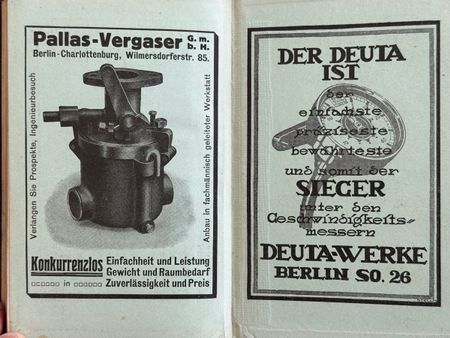 Pallas-Vergaser G. m. b. H.
Berlin-Charlottenburg, Wilmersdorferstr. 85.
Verlangen Sie Prospekte, Ingenieurbesuch
Anbau in fachmännisch geleiteter Werkstatt
Konkurrenzlos
in
Einfachheit und Leistung
Gewicht und Raumbedarf
Zuverlässigkeit und Preis
DER DEUTA
IST
der
einfachste
präziseste
bewährteste
und somit der
SIEGER
unter den
Geschwindigkeits-
messern
DEUTA-WERKE
BERLIN SO. 26